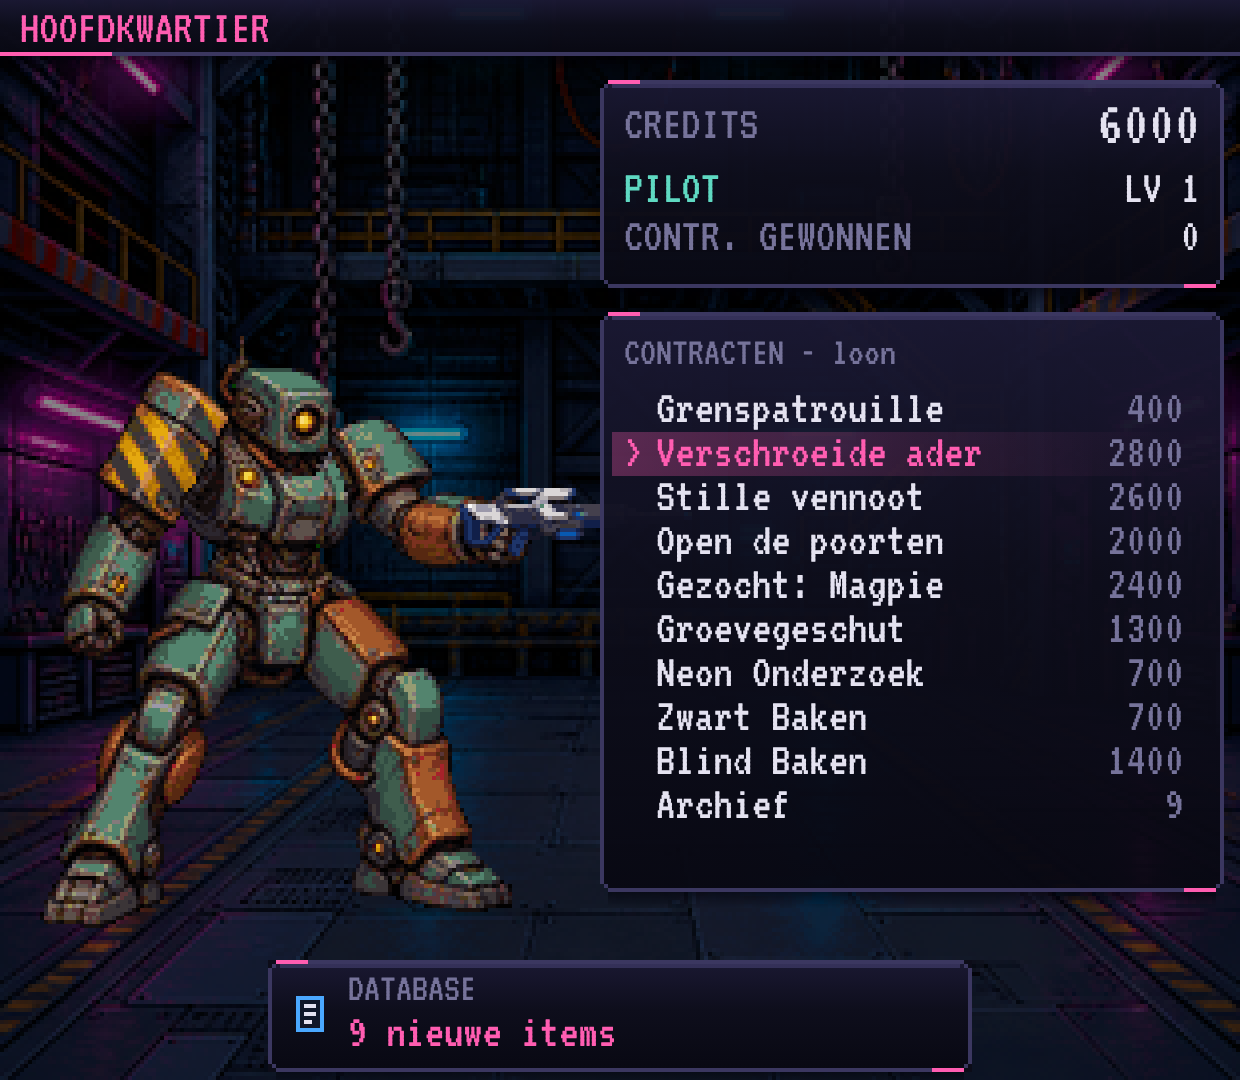 HOOFDKWARTIER
CREDITS 6000
PILOT LV 1
CONTR. GEWONNEN 0
CONTRACTEN - loon
Grenspatrouille 400
> Verschroeide ader 2800
Stille vennoot 2600
Open de poorten 2000
Gezocht: Magpie 2400
Groevegeschut 1300
Neon Onderzoek 700
Zwart Baken 700
Blind Baken 1400
Archief 9
DATABASE
9 nieuwe items